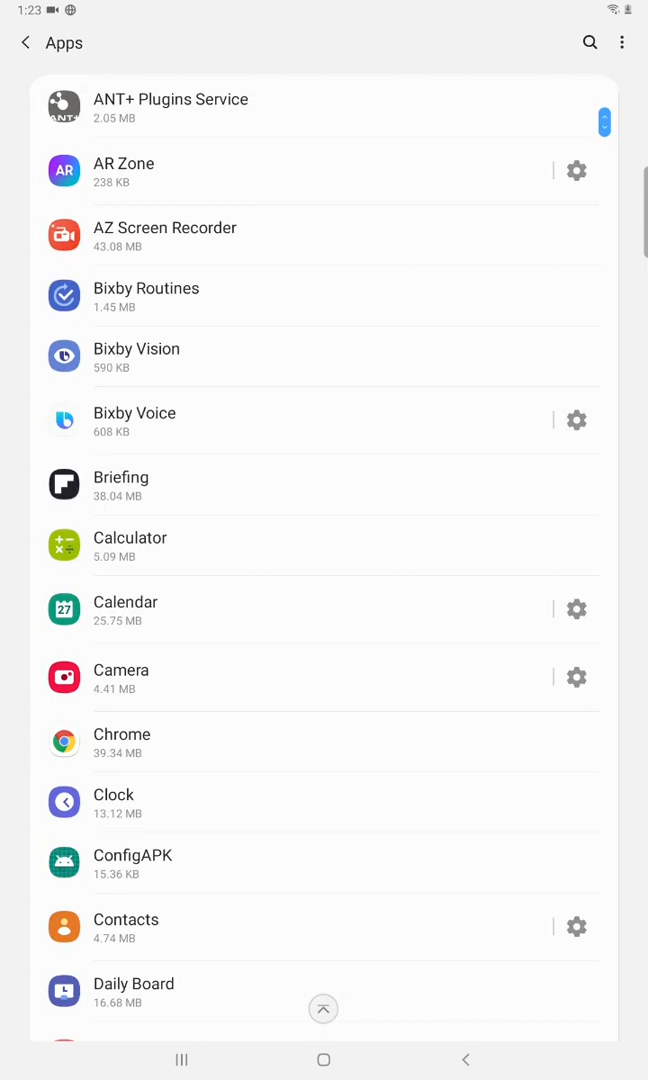 1:23
Apps
ANT+
ANT+ Plugins Service
2.05 MB
AR
AR Zone
238 KB
AZ Screen Recorder
43.08 MB
Bixby Routines
1.45 MB
Bixby Vision
590 KB
Bixby Voice
608 KB
Briefing
38.04 MB
Calculator
5.09 MB
27
Calendar
25.75 MB
Camera
4.41 MB
Chrome
39.34 MB
Clock
13.12 MB
ConfigAPK
15.36 KB
Contacts
4.74 MB
Daily Board
16.68 MB